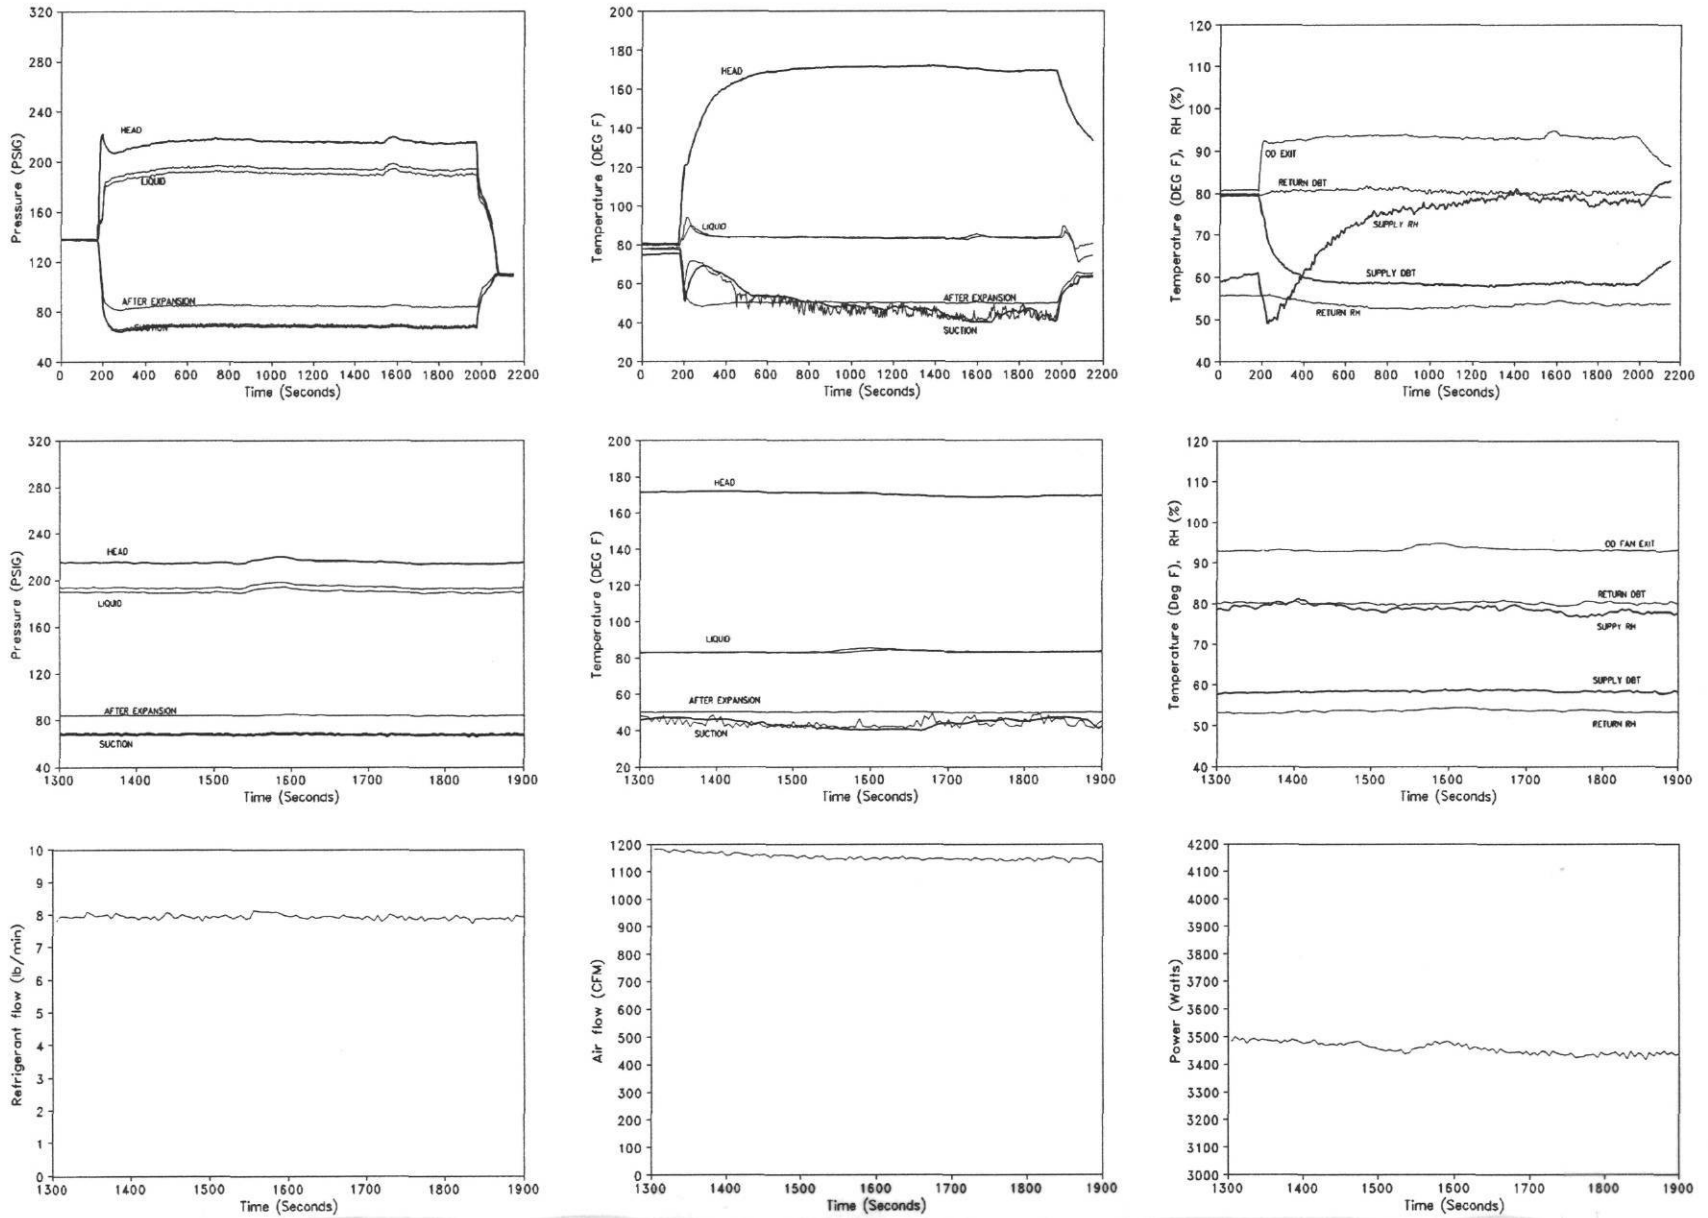 320
280
240
200
160
120
80
40
Pressure (PSIG)
HEAD
LIQUID
AFTER EXPANSION
SUCTION
0 200 400 600 800 1000 1200 1400 1600 1800 2000 2200
Time (Seconds)
200
180
160
140
120
100
80
60
40
20
Temperature (DEG F)
HEAD
LIQUID
AFTER EXPANSION
SUCTION
0 200 400 600 800 1000 1200 1400 1600 1800 2000 2200
Time (Seconds)
120
110
100
90
80
70
60
50
40
Temperature (DEG F), RH (%)
OD EXIT
RETURN DBT
SUPPLY RH
SUPPLY DBT
RETURN RH
0 200 400 600 800 1000 1200 1400 1600 1800 2000 2200
Time (Seconds)
320
280
240
200
160
120
80
40
Pressure (PSIG)
HEAD
LIQUID
AFTER EXPANSION
SUCTION
1300 1400 1500 1600 1700 1800 1900
Time (Seconds)
200
180
160
140
120
100
80
60
40
20
Temperature (DEG F)
HEAD
LIQUID
AFTER EXPANSION
SUCTION
1300 1400 1500 1600 1700 1800 1900
Time (Seconds)
120
110
100
90
80
70
60
50
40
Temperature (Deg F), RH (%)
OD FAN EXIT
RETURN DBT
SUPPY RH
SUPPLY DBT
RETURN RH
1300 1400 1500 1600 1700 1800 1900
Time (Seconds)
10
9
8
7
6
5
4
3
2
1
0
Refrigerant flow (lb/min)
1300 1400 1500 1600 1700 1800 1900
Time (Seconds)
1200
1100
1000
900
800
700
600
500
400
300
200
100
0
Air flow (CFM)
1300 1400 1500 1600 1700 1800 1900
Time (Seconds)
4200
4100
4000
3900
3800
3700
3600
3500
3400
3300
3200
3100
3000
Power (Watts)
1300 1400 1500 1600 1700 1800 1900
Time (Seconds)